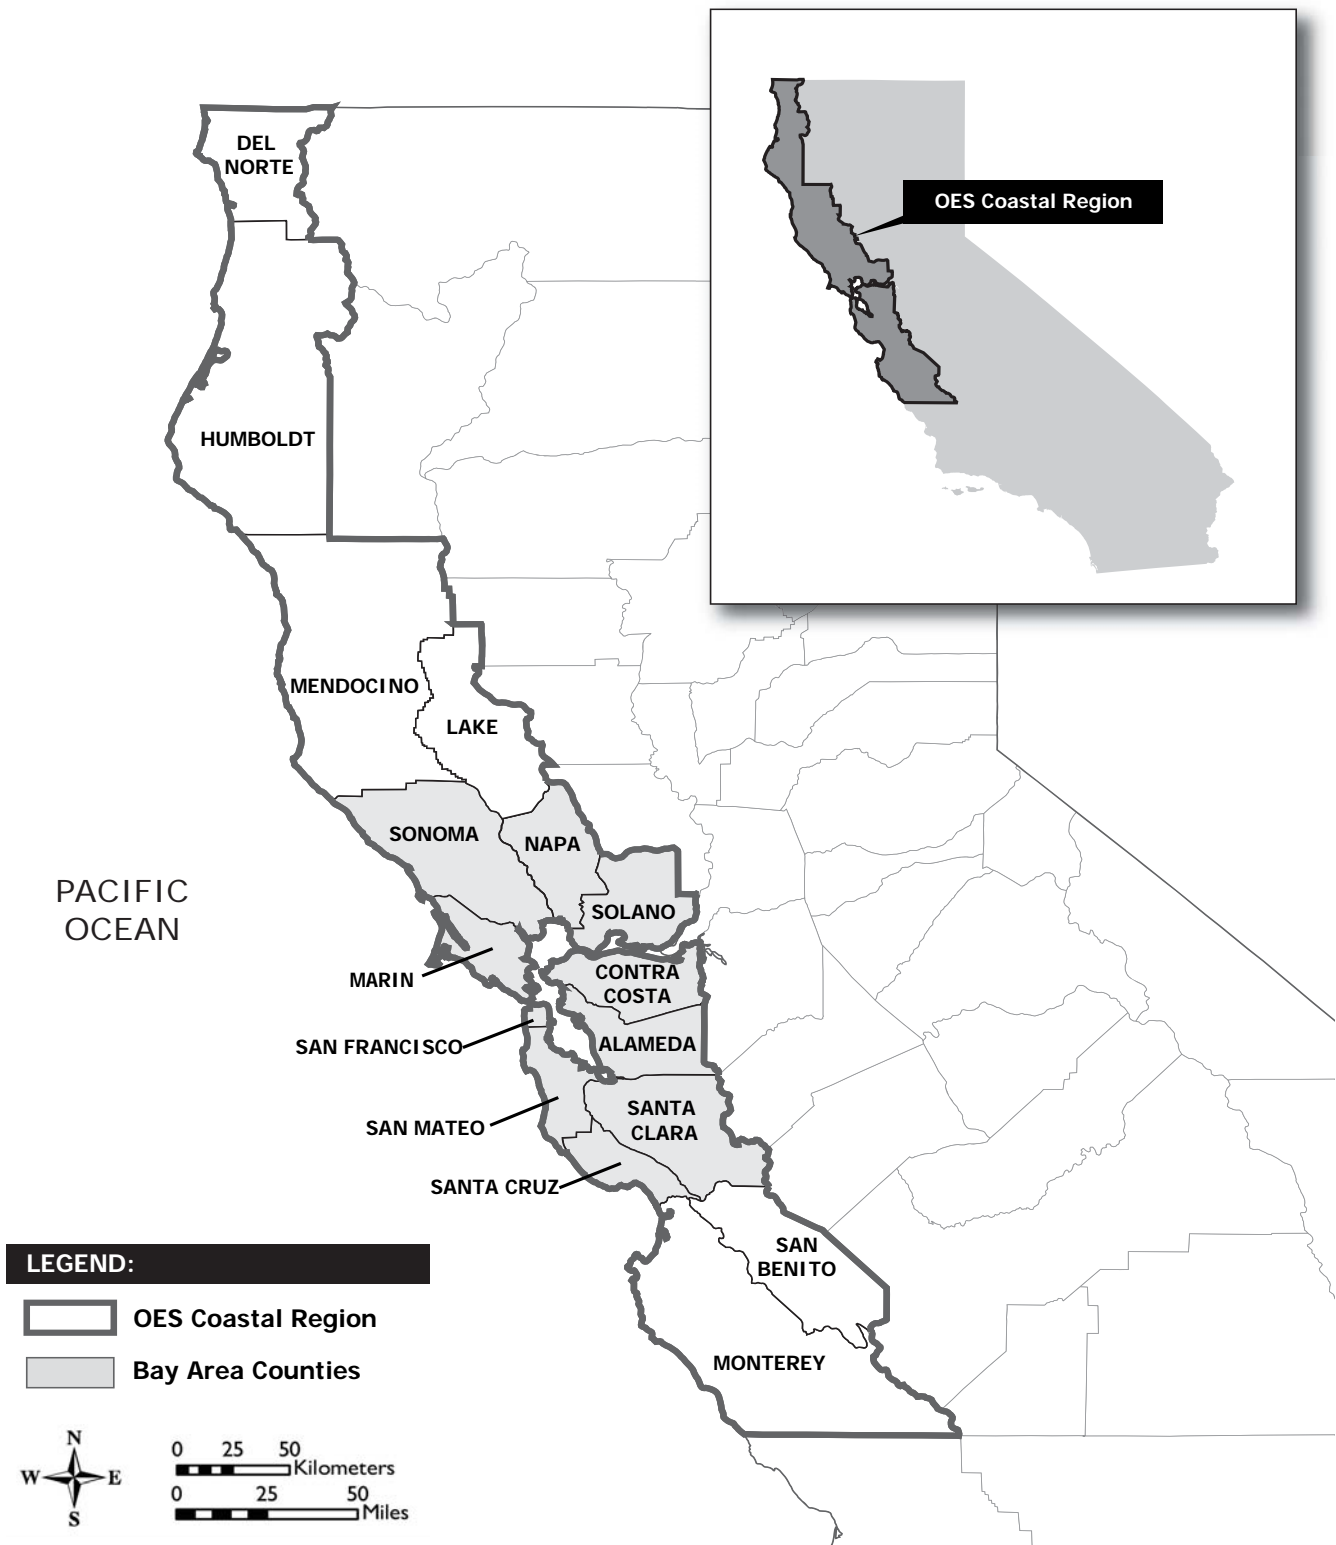 OES Coastal Region
DEL
NORTE
HUMBOLDT
MENDOCINO
LAKE
SONOMA
NAPA
SOLANO
PACIFIC
OCEAN
MARIN
CONTRA
COSTA
SAN FRANCISCO
ALAMEDA
SAN MATEO
SANTA
CLARA
SANTA CRUZ
SAN
BENITO
MONTEREY
LEGEND:
OES Coastal Region
Bay Area Counties
N
W E
S
0 25 50
Kilometers
0 25 50
Miles